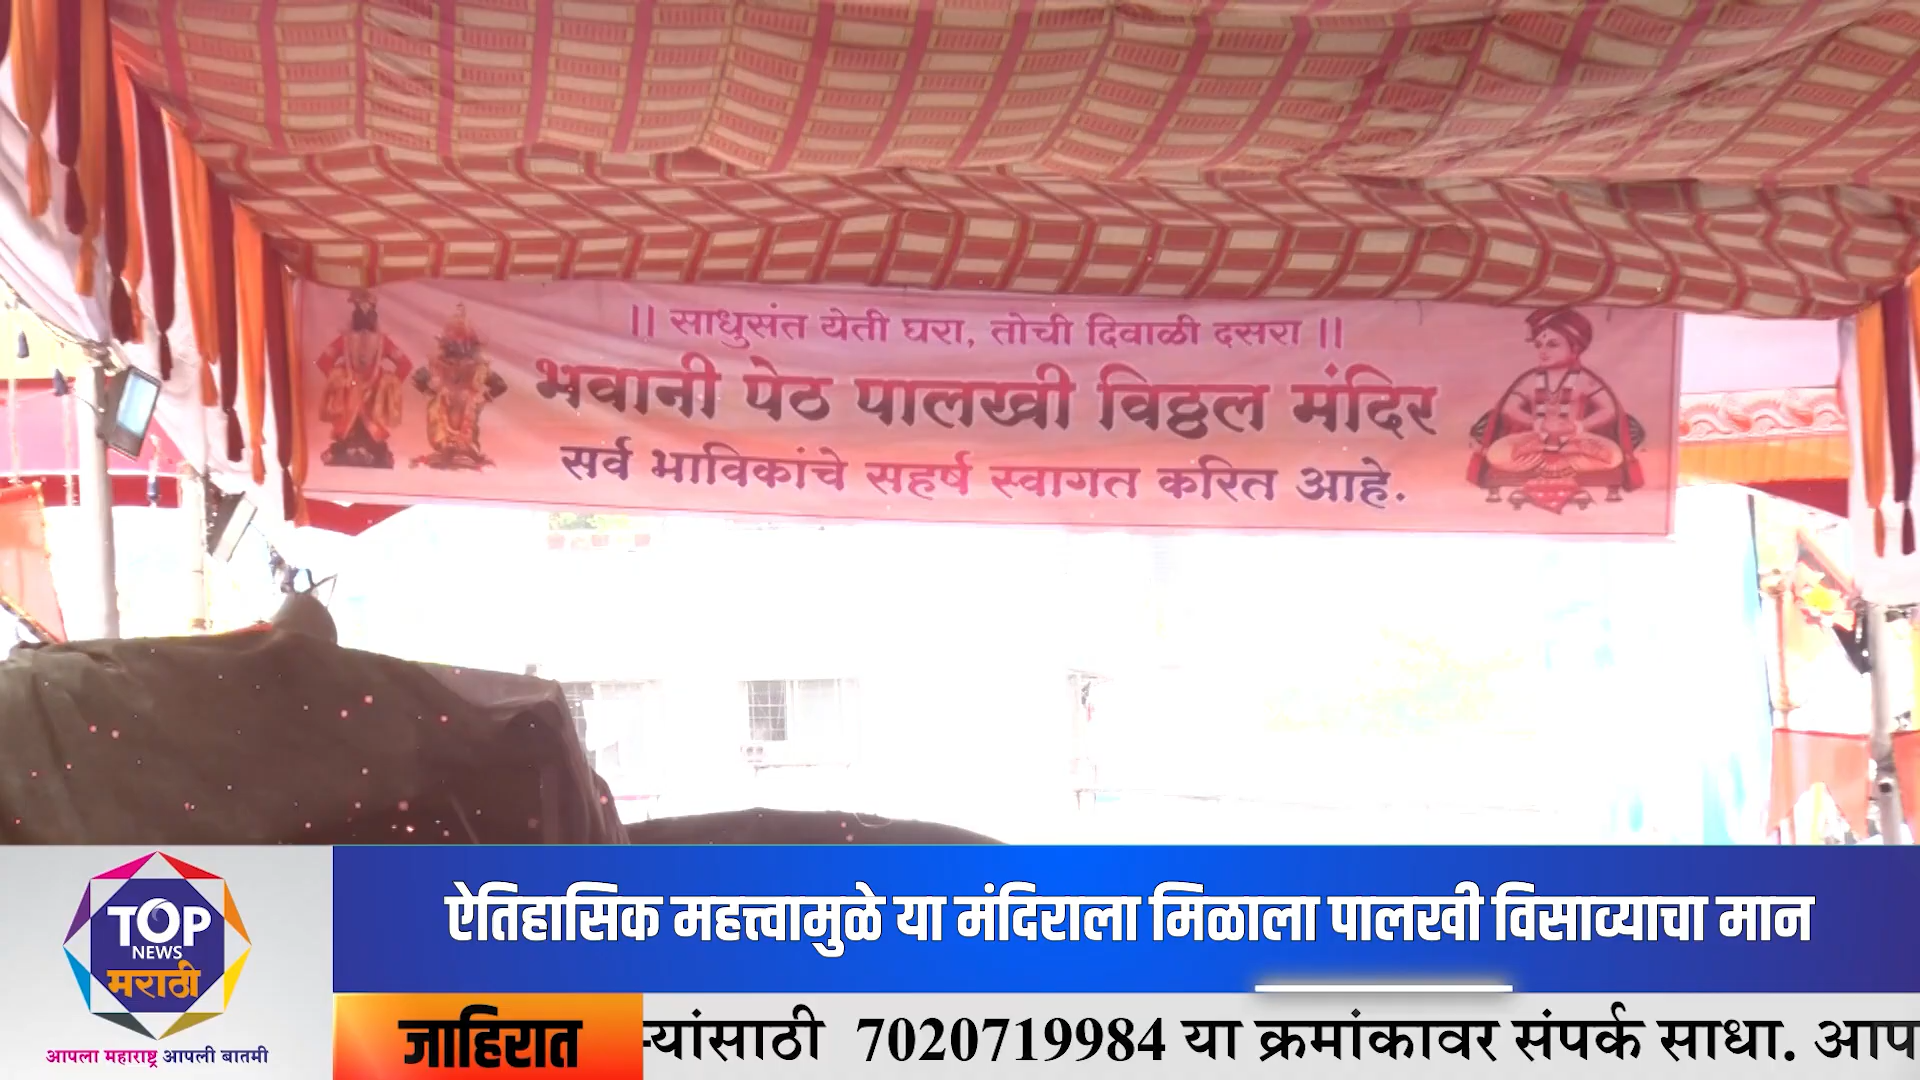 || साधुसंत येती घरा, तोची दिवाळी दसरा ||
भवानी पेठ पालखी विठ्ठल मंदिर
सर्व भाविकांचे सहर्ष स्वागत करित आहे.
TOP
NEWS
मराठी
आपला महाराष्ट्र आपली बातमी
ऐतिहासिक महत्त्वामुळे या मंदिराला मिळाला पालखी विसाव्याचा मान
जाहिरात
ऱ्यांसाठी 7020719984 या क्रमांकावर संपर्क साधा. आप